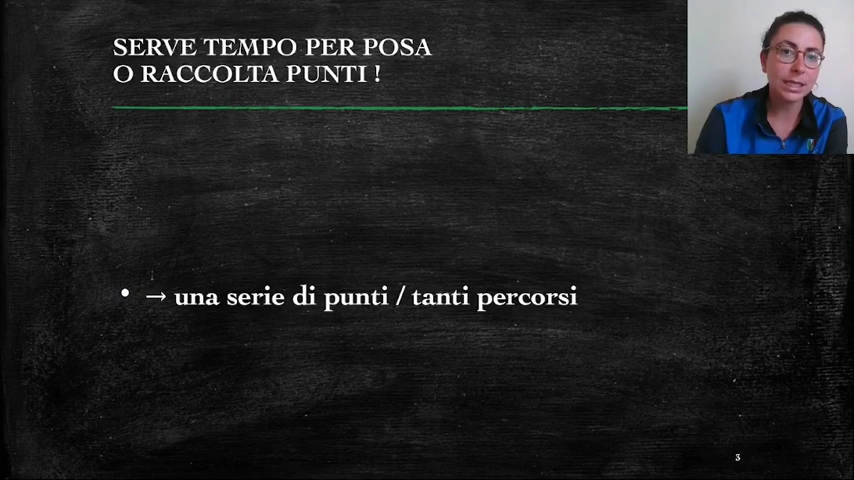 SERVE TEMPO PER POSA
O RACCOLTA PUNTI !
• → una serie di punti / tanti percorsi
3